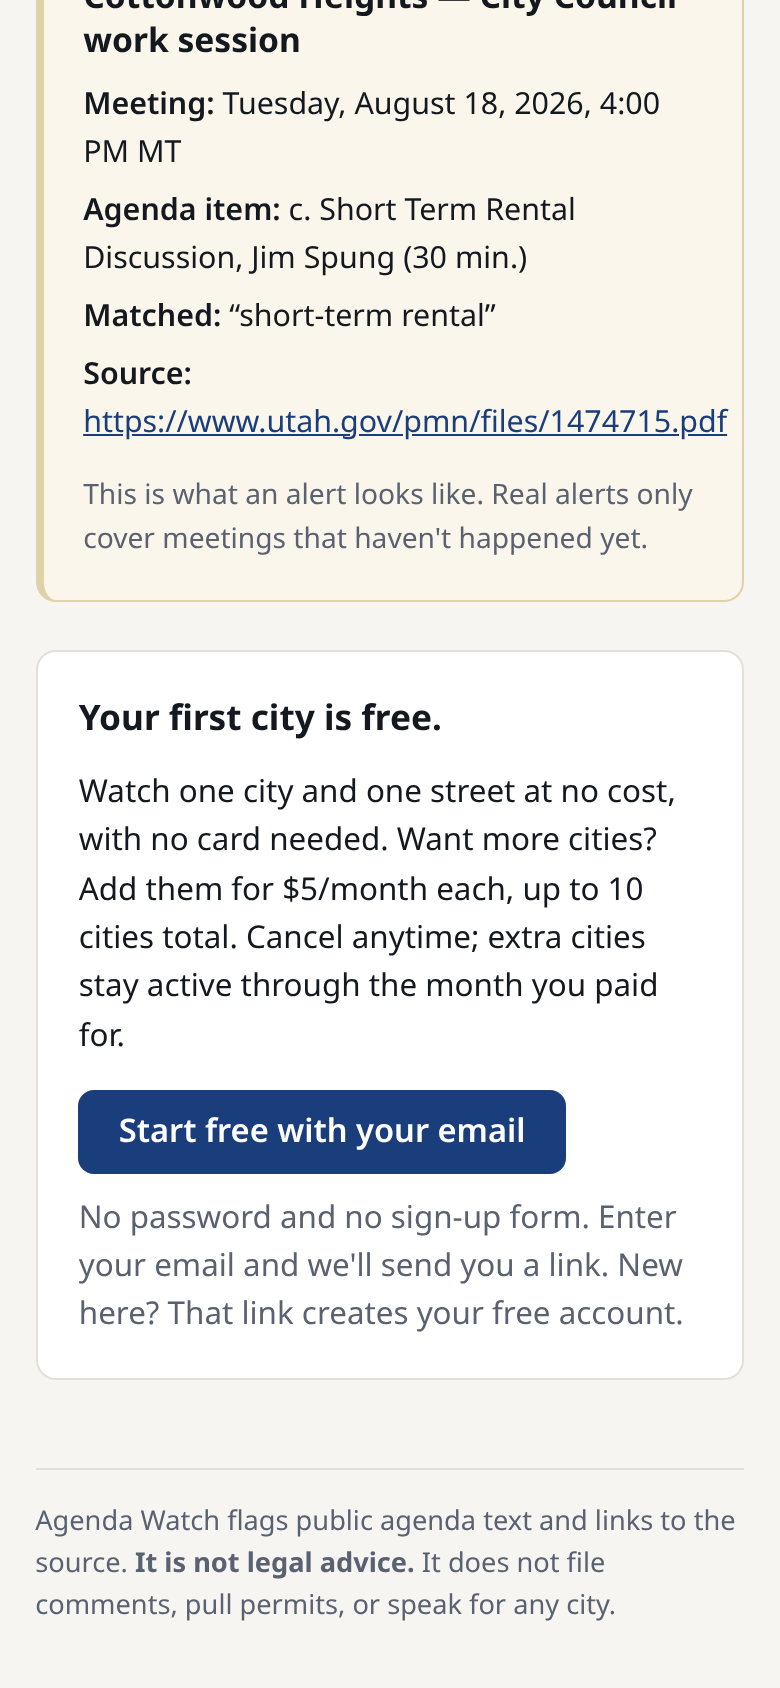 Cottonwood Heights — City Council
work session
Meeting: Tuesday, August 18, 2026, 4:00
PM MT
Agenda item: c. Short Term Rental
Discussion, Jim Spung (30 min.)
Matched: “short-term rental”
Source:
https://www.utah.gov/pmn/files/1474715.pdf
This is what an alert looks like. Real alerts only
cover meetings that haven't happened yet.
Your first city is free.
Watch one city and one street at no cost,
with no card needed. Want more cities?
Add them for $5/month each, up to 10
cities total. Cancel anytime; extra cities
stay active through the month you paid
for.
Start free with your email
No password and no sign-up form. Enter
your email and we'll send you a link. New
here? That link creates your free account.
Agenda Watch flags public agenda text and links to the
source. It is not legal advice. It does not file
comments, pull permits, or speak for any city.